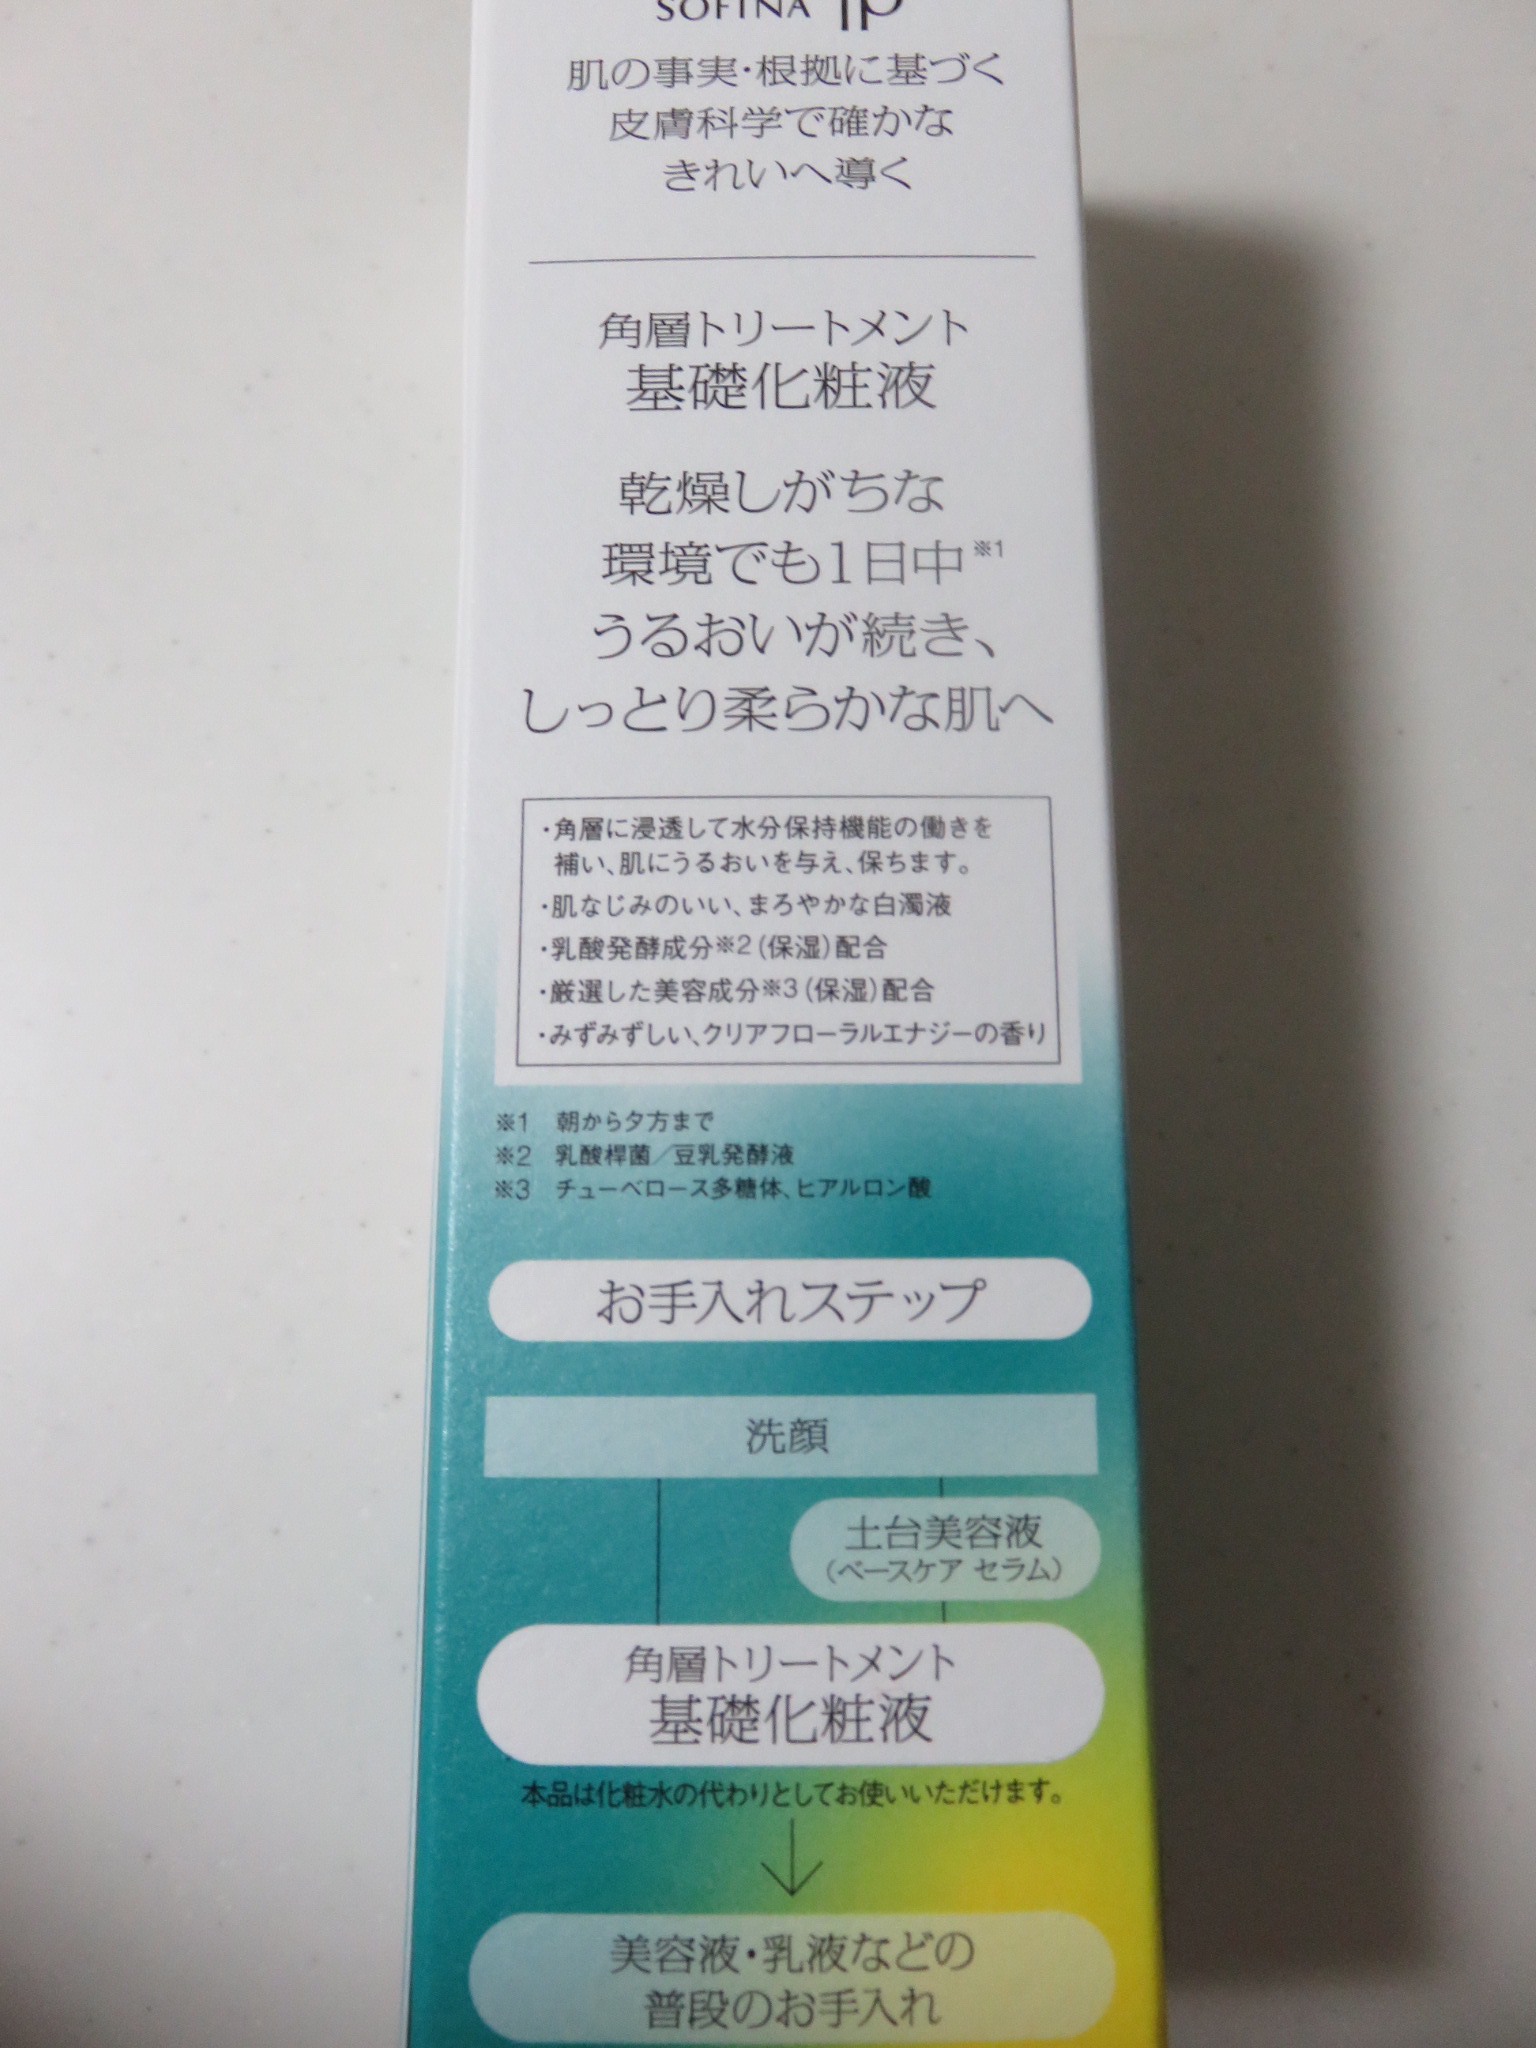 SOFINA iP
肌の事実・根拠に基づく
皮膚科学で確かな
きれいへ導く
角層トリートメント
基礎化粧液
乾燥しがちな
環境でも1日中※1
うるおいが続き、
しっとり柔らかな肌へ
・角層に浸透して水分保持機能の働きを
補い、肌にうるおいを与え、保ちます。
・肌なじみのいい、まろやかな白濁液
・乳酸発酵成分※2(保湿)配合
・厳選した美容成分※3(保湿)配合
・みずみずしい、クリアフローラルエナジーの香り
※1 朝から夕方まで
※2 乳酸桿菌/豆乳発酵液
※3 チューベロース多糖体、ヒアルロン酸
お手入れステップ
洗顔
土台美容液
(ベースケア セラム)
角層トリートメント
基礎化粧液
本品は化粧水の代わりとしてお使いいただけます。
美容液・乳液などの
普段のお手入れ